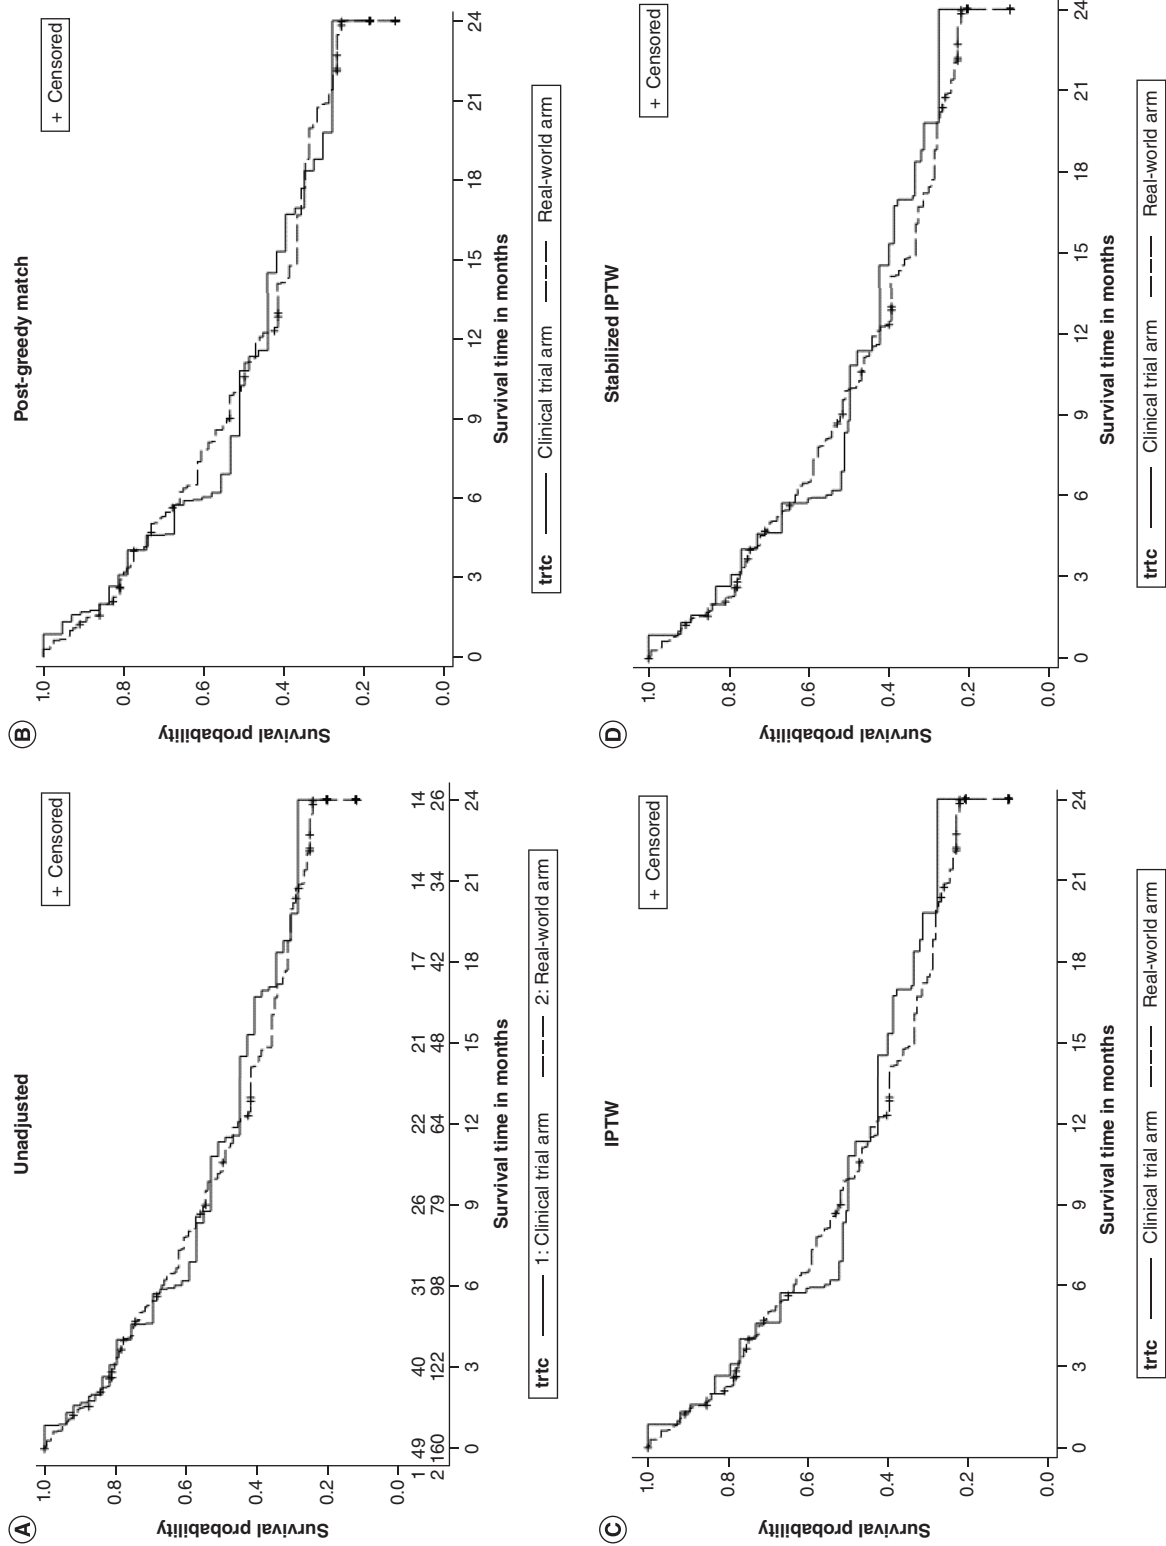 A
Unadjusted
+ Censored
Survival probability
1.0
0.8
0.6
0.4
0.2
0.0
1 49 40 31 26 22 21 17 14 14
2 160 122 98 79 64 48 42 34 26
0 3 6 9 12 15 18 21 24
Survival time in months
trtc 1: Clinical trial arm 2: Real-world arm
B
Post-greedy match
+ Censored
Survival probability
1.0
0.8
0.6
0.4
0.2
0.0
0 3 6 9 12 15 18 21 24
Survival time in months
trtc Clinical trial arm Real-world arm
C
IPTW
+ Censored
Survival probability
1.0
0.8
0.6
0.4
0.2
0.0
0 3 6 9 12 15 18 21 24
Survival time in months
trtc Clinical trial arm Real-world arm
D
Stabilized IPTW
+ Censored
Survival probability
1.0
0.8
0.6
0.4
0.2
0.0
0 3 6 9 12 15 18 21 24
Survival time in months
trtc Clinical trial arm Real-world arm